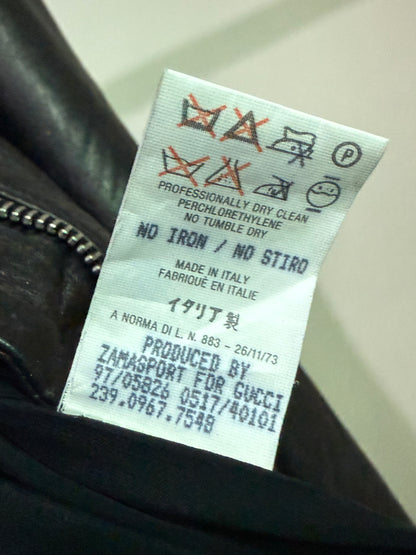 P
PROFESSIONALLY DRY CLEAN
PERCHLORETHYLENE
NO TUMBLE DRY
NO IRON / NO STIRO
MADE IN ITALY
FABRIQUÉ EN ITALIE
イタリア製
A NORMA DI L. N. 883 - 26/11/73
PRODUCED BY
ZAMASPORT FOR GUCCI
97/05826 0517/40101
239.0967.7548